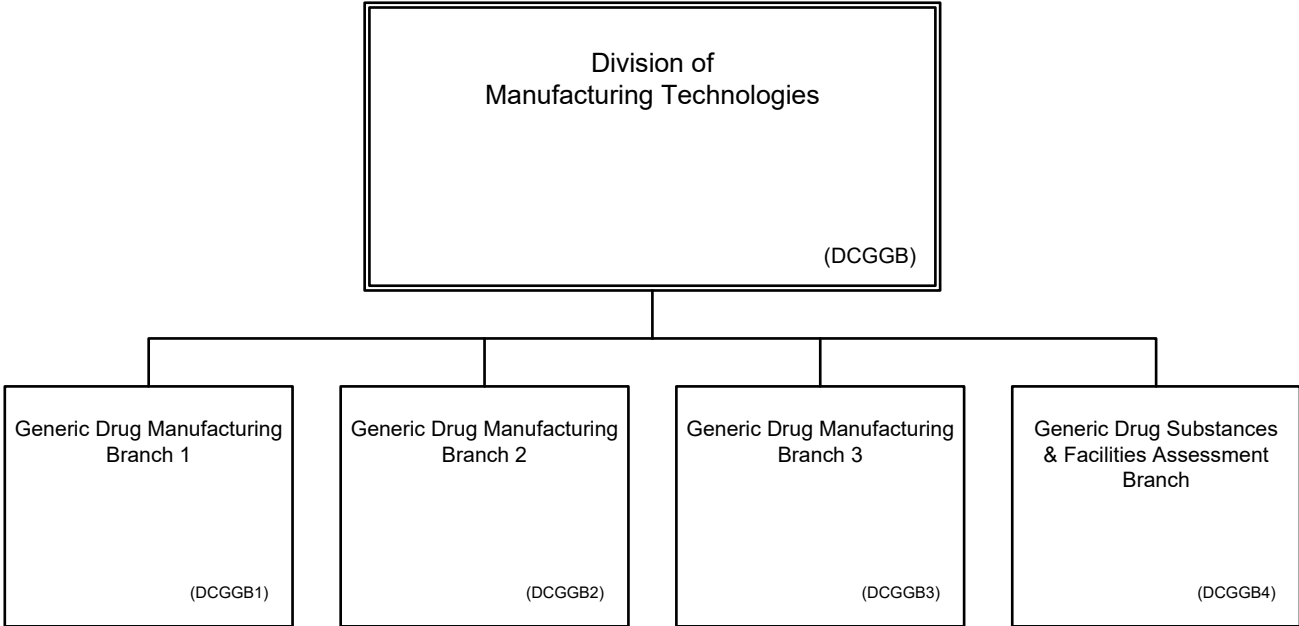 Division of
Manufacturing Technologies
(DCGGB)
Generic Drug Manufacturing
Branch 1
(DCGGB1)
Generic Drug Manufacturing
Branch 2
(DCGGB2)
Generic Drug Manufacturing
Branch 3
(DCGGB3)
Generic Drug Substances
& Facilities Assessment
Branch
(DCGGB4)